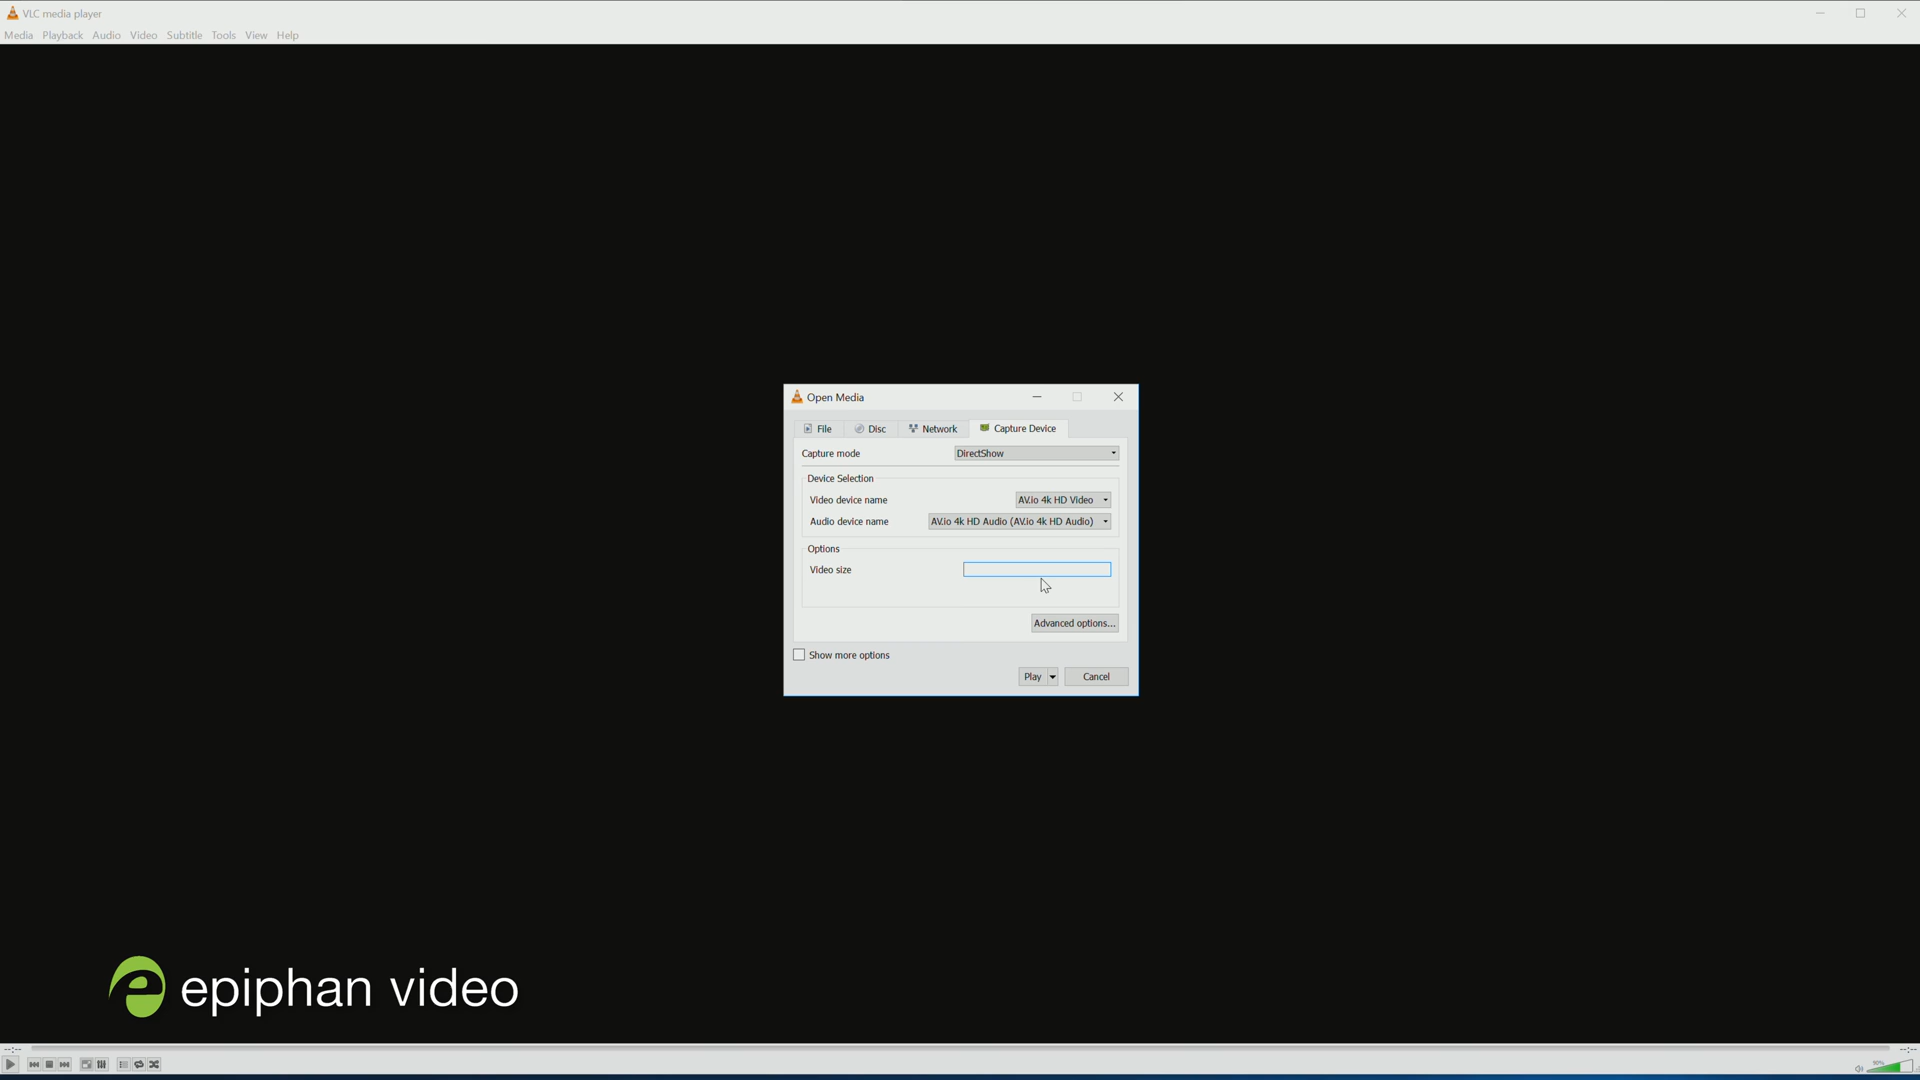 VLC media player
Media Playback Audio Video Subtitle Tools View Help
Open Media
File Disc Network Capture Device
Capture mode DirectShow
Device Selection
Video device name AV.io 4k HD Video
Audio device name AV.io 4k HD Audio (AV.io 4k HD Audio)
Options
Video size
Advanced options...
Show more options
Play Cancel
epiphan video
--:-- --:--
90%